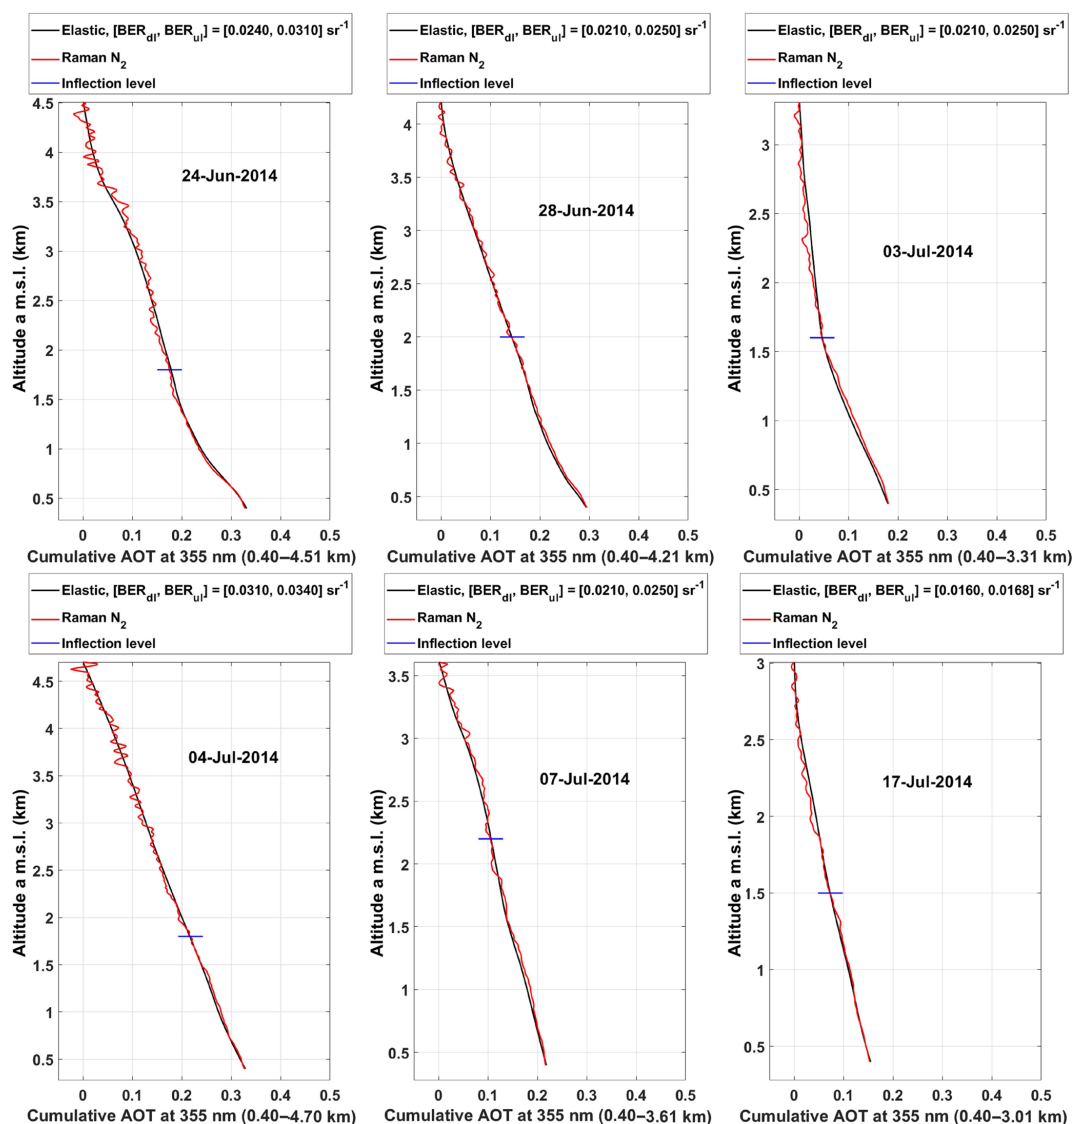 Elastic, [BER_dl, BER_ul] = [0.0240, 0.0310] sr^-1
Raman N_2
Inflection level
4.5
4
3.5
3
2.5
2
1.5
1
0.5
Altitude a m.s.l. (km)
24-Jun-2014
0 0.1 0.2 0.3 0.4 0.5
Cumulative AOT at 355 nm (0.40–4.51 km)
Elastic, [BER_dl, BER_ul] = [0.0210, 0.0250] sr^-1
Raman N_2
Inflection level
4
3.5
3
2.5
2
1.5
1
0.5
Altitude a m.s.l. (km)
28-Jun-2014
0 0.1 0.2 0.3 0.4 0.5
Cumulative AOT at 355 nm (0.40–4.21 km)
Elastic, [BER_dl, BER_ul] = [0.0210, 0.0250] sr^-1
Raman N_2
Inflection level
3
2.5
2
1.5
1
0.5
Altitude a m.s.l. (km)
03-Jul-2014
0 0.1 0.2 0.3 0.4 0.5
Cumulative AOT at 355 nm (0.40–3.31 km)
Elastic, [BER_dl, BER_ul] = [0.0310, 0.0340] sr^-1
Raman N_2
Inflection level
4.5
4
3.5
3
2.5
2
1.5
1
0.5
Altitude a m.s.l. (km)
04-Jul-2014
0 0.1 0.2 0.3 0.4 0.5
Cumulative AOT at 355 nm (0.40–4.70 km)
Elastic, [BER_dl, BER_ul] = [0.0210, 0.0250] sr^-1
Raman N_2
Inflection level
3.5
3
2.5
2
1.5
1
0.5
Altitude a m.s.l. (km)
07-Jul-2014
0 0.1 0.2 0.3 0.4 0.5
Cumulative AOT at 355 nm (0.40–3.61 km)
Elastic, [BER_dl, BER_ul] = [0.0160, 0.0168] sr^-1
Raman N_2
Inflection level
3
2.5
2
1.5
1
0.5
Altitude a m.s.l. (km)
17-Jul-2014
0 0.1 0.2 0.3 0.4 0.5
Cumulative AOT at 355 nm (0.40–3.01 km)